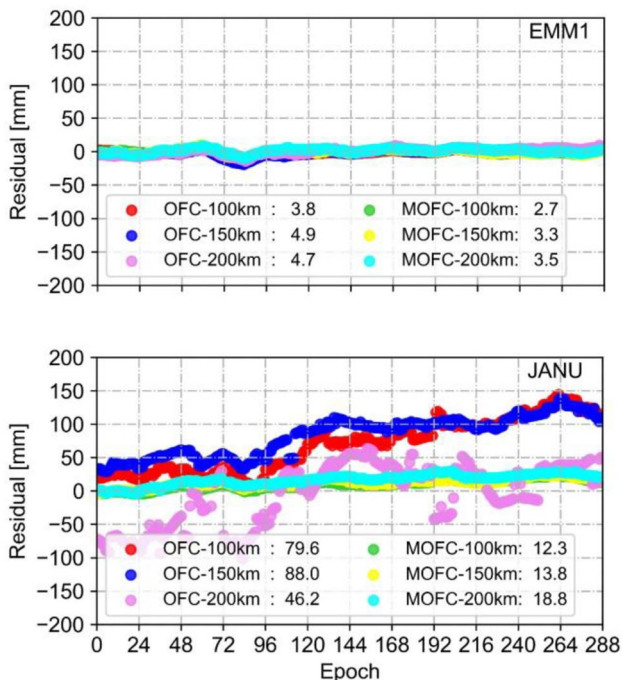 EMM1
Residual [mm]
200
150
100
50
0
−50
−100
−150
−200
OFC-100km : 3.8 MOFC-100km: 2.7
OFC-150km : 4.9 MOFC-150km: 3.3
OFC-200km : 4.7 MOFC-200km: 3.5
JANU
Residual [mm]
200
150
100
50
0
−50
−100
−150
−200
OFC-100km : 79.6 MOFC-100km: 12.3
OFC-150km : 88.0 MOFC-150km: 13.8
OFC-200km : 46.2 MOFC-200km: 18.8
0 24 48 72 96 120 144 168 192 216 240 264 288
Epoch